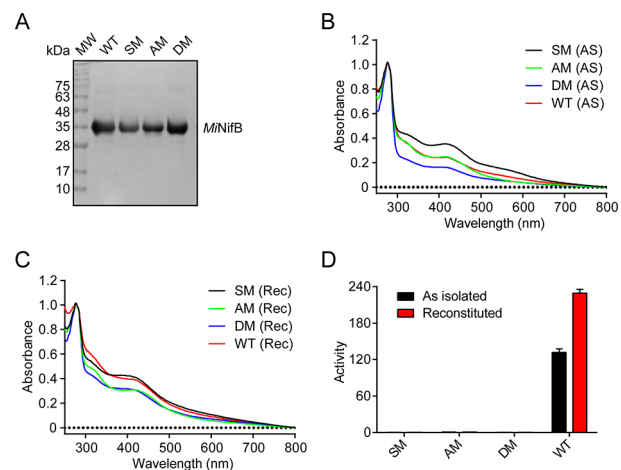 A
kDa MW WT SM AM DM
75
63
48
35
28
17
10
MiNifB
B
Absorbance
1.2
1.0
0.8
0.6
0.4
0.2
0
SM (AS)
AM (AS)
DM (AS)
WT (AS)
300 400 500 600 700 800
Wavelength (nm)
C
Absorbance
1.2
1.0
0.8
0.6
0.4
0.2
0
SM (Rec)
AM (Rec)
DM (Rec)
WT (Rec)
300 400 500 600 700 800
Wavelength (nm)
D
Activity
240
180
120
60
0
As isolated
Reconstituted
SM AM DM WT